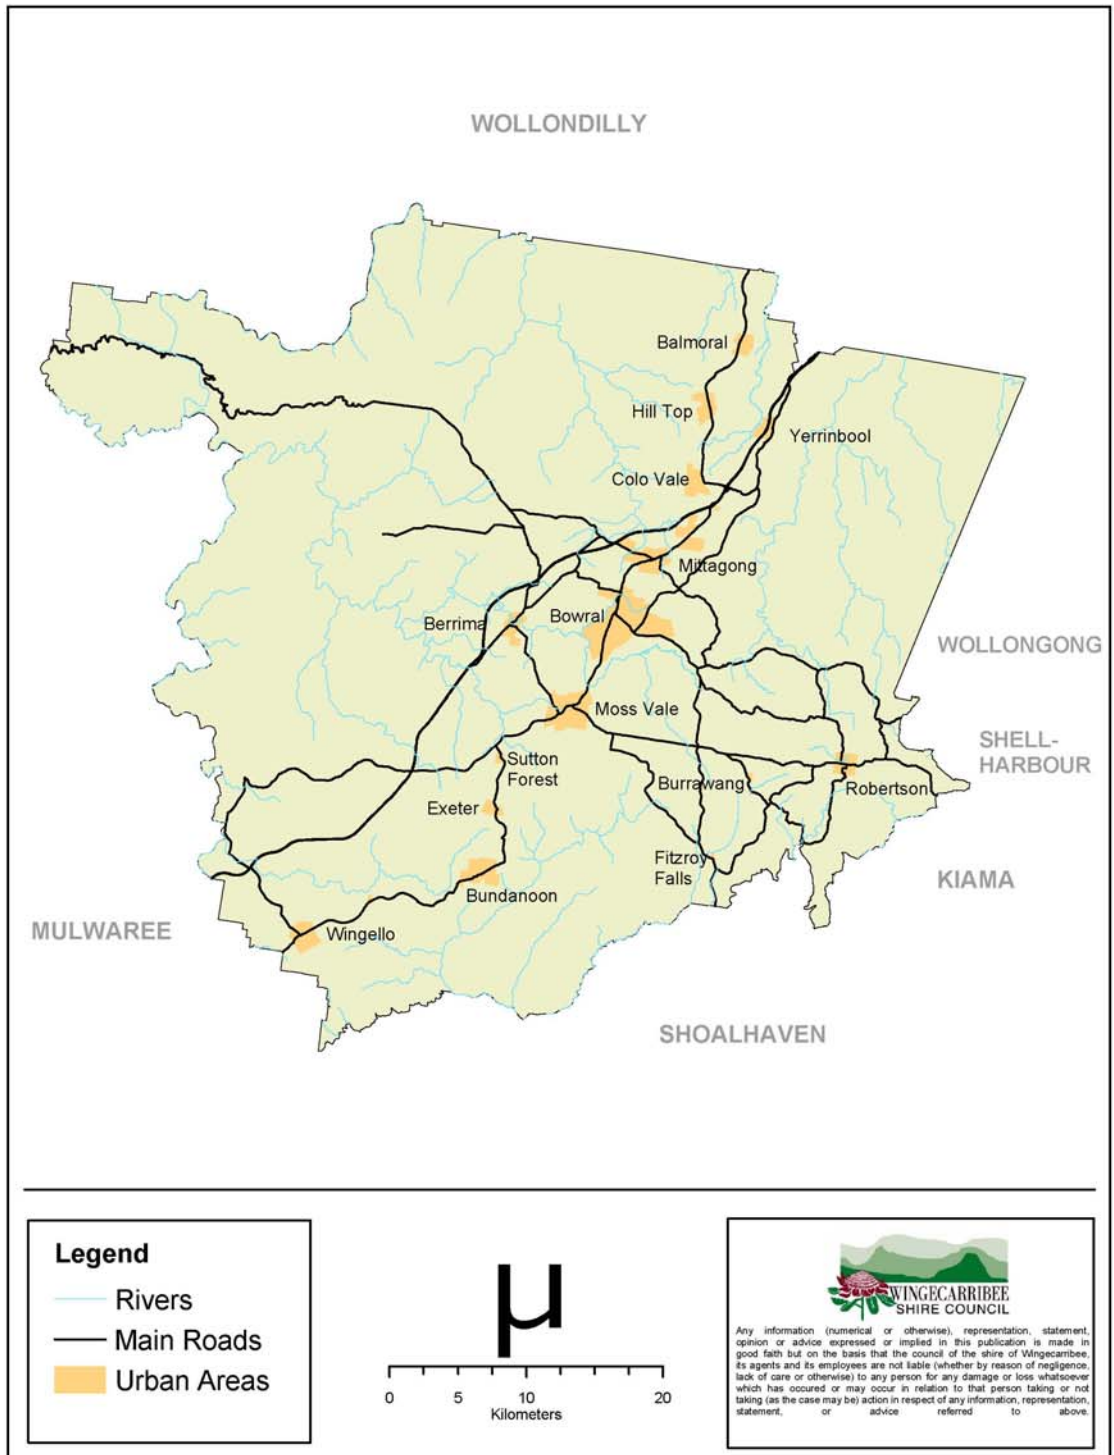 WOLLONDILLY
Balmoral
Hill Top
Yerrinbool
Colo Vale
Mittagong
Berrima
Bowral
WOLLONGONG
Moss Vale
SHELL-
HARBOUR
Sutton
Forest
Burrawang
Robertson
Exeter
Fitzroy
Falls
KIAMA
Bundanoon
MULWAREE
Wingello
SHOALHAVEN
Legend
Rivers
Main Roads
Urban Areas
µ
0 5 10 20
Kilometers
WINGECARRIBEE
SHIRE COUNCIL
Any information (numerical or otherwise), representation, statement,
opinion or advice expressed or implied in this publication is made in
good faith but on the basis that the council of the shire of Wingecarribee,
its agents and its employees are not liable (whether by reason of negligence,
lack of care or otherwise) to any person for any damage or loss whatsoever
which has occured or may occur in relation to that person taking or not
taking (as the case may be) action in respect of any information, representation,
statement, or advice referred to above.